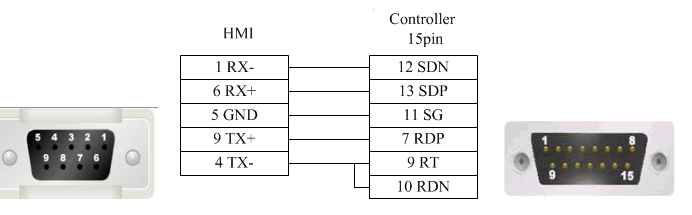 HMI
Controller
15pin
1 RX-
12 SDN
6 RX+
13 SDP
5 GND
11 SG
9 TX+
7 RDP
4 TX-
9 RT
10 RDN
5 4 3 2 1
9 8 7 6
1 8
9 15